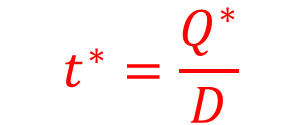 t* = Q* / D